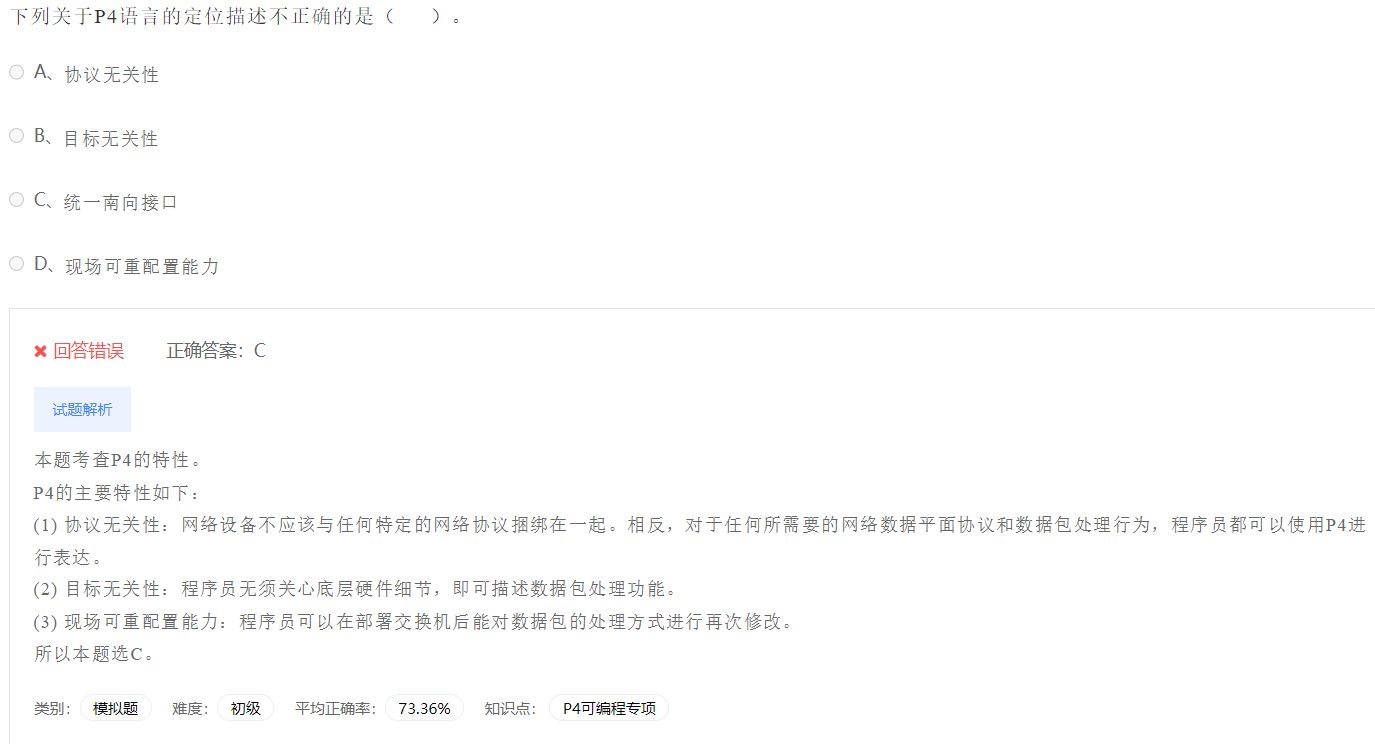 下列关于P4语言的定位描述不正确的是（　　）。
A、协议无关性
B、目标无关性
C、统一南向接口
D、现场可重配置能力
回答错误 正确答案：C
试题解析
本题考查P4的特性。
P4的主要特性如下：
(1) 协议无关性：网络设备不应该与任何特定的网络协议捆绑在一起。相反，对于任何所需要的网络数据平面协议和数据包处理行为，程序员都可以使用P4进
行表达。
(2) 目标无关性：程序员无须关心底层硬件细节，即可描述数据包处理功能。
(3) 现场可重配置能力：程序员可以在部署交换机后能对数据包的处理方式进行再次修改。
所以本题选C。
类别： 模拟题 难度： 初级 平均正确率： 73.36% 知识点： P4可编程专项